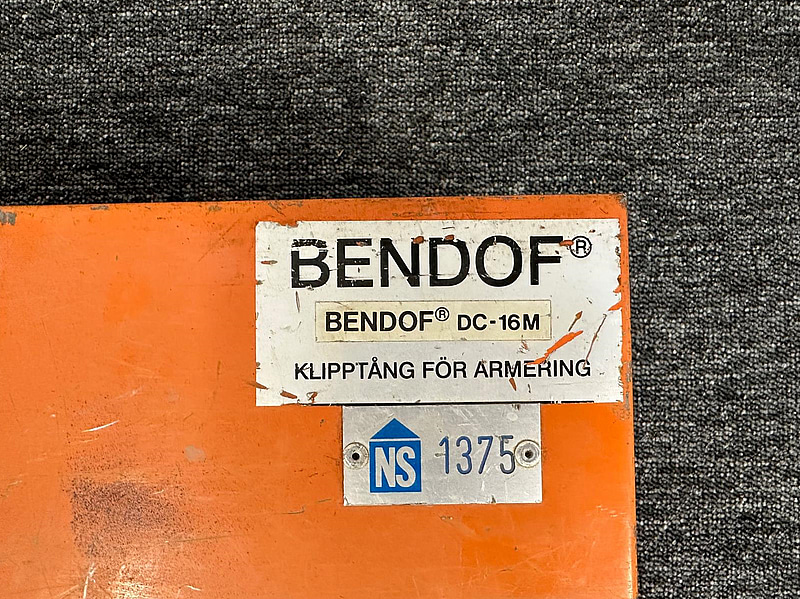 BENDOF®
BENDOF® DC-16M
KLIPPTÅNG FÖR ARMERING
NS 1375